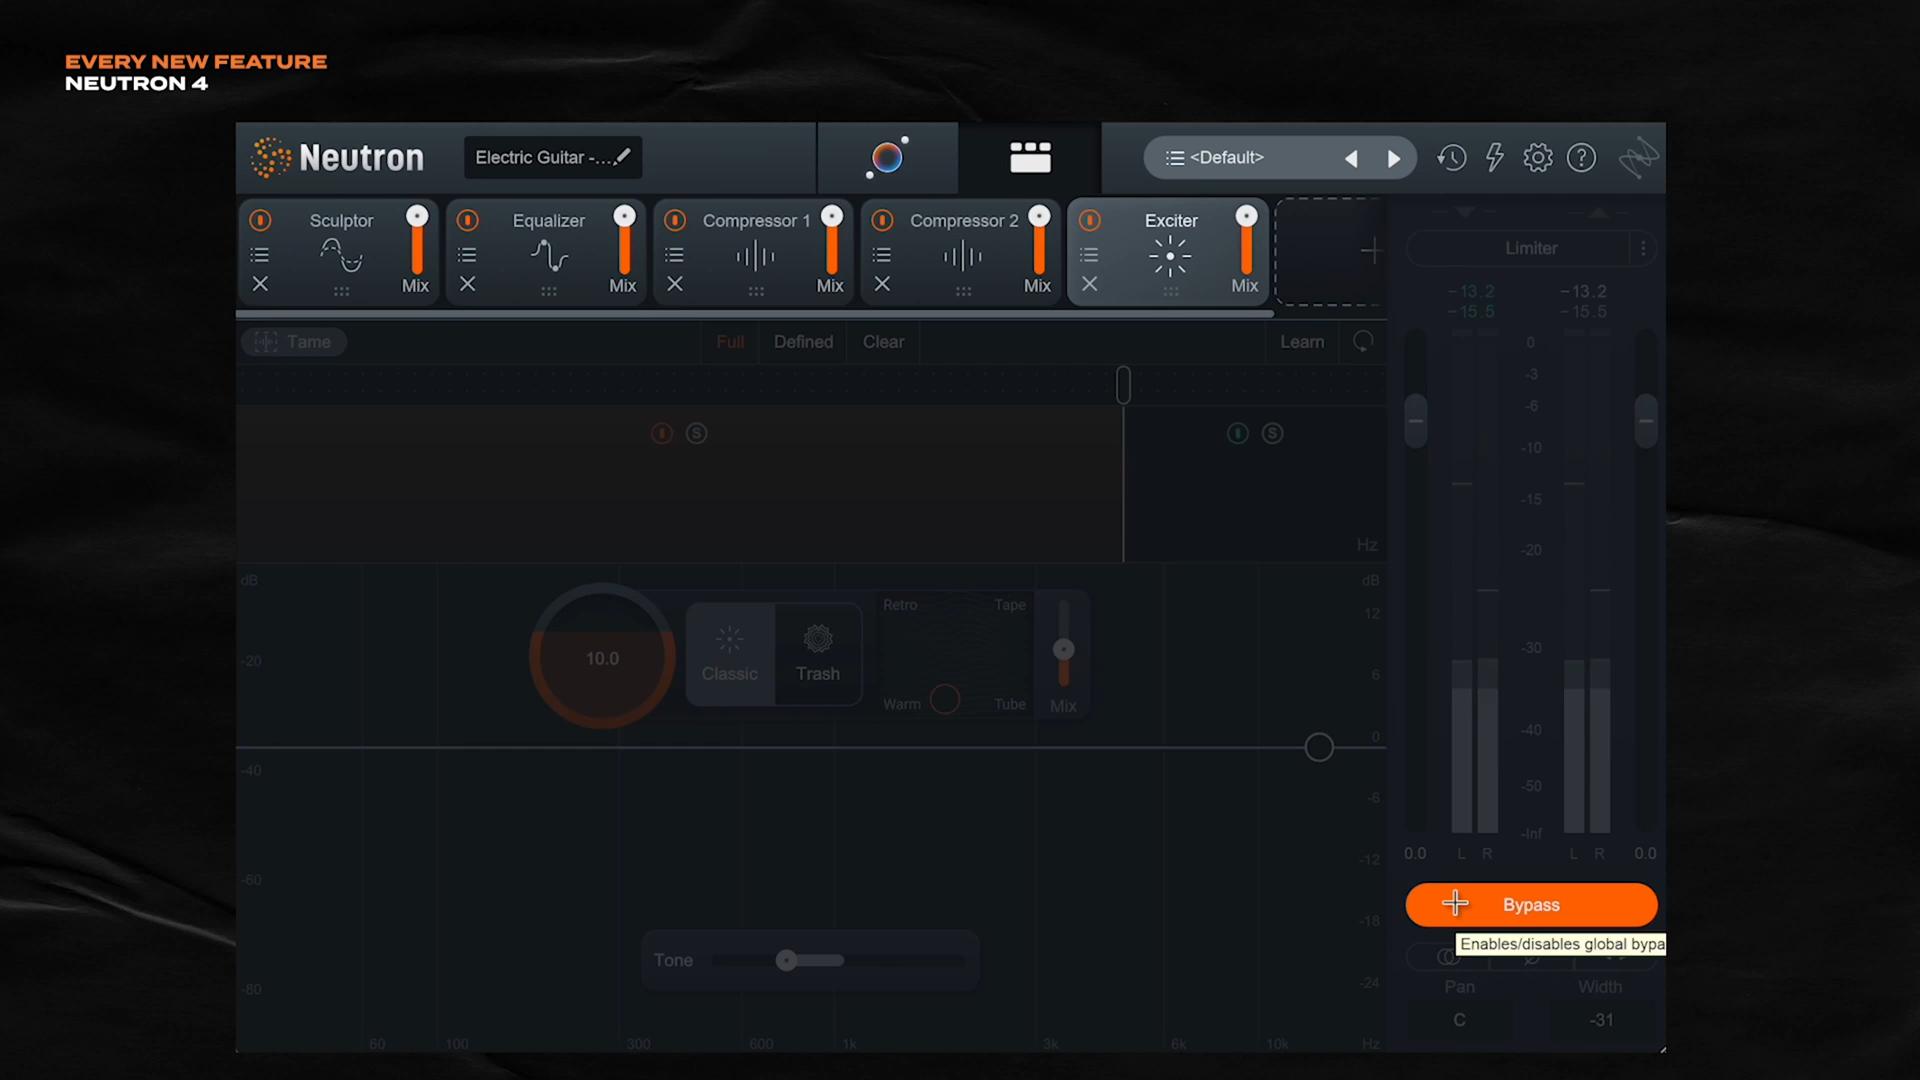 EVERY NEW FEATURE
NEUTRON 4
Neutron
Electric Guitar -...
<Default>
Sculptor
Mix
Equalizer
Mix
Compressor 1
Mix
Compressor 2
Mix
Exciter
Mix
Limiter
-13.2
-15.5
-13.2
-15.5
Tame
Full
Defined
Clear
Learn
S
S
Hz
0
-3
-6
-10
-15
-20
-30
-40
-50
-Inf
dB
-20
-40
-60
-80
10.0
Classic
Trash
Retro
Tape
Warm
Tube
Mix
dB
12
6
0
-6
-12
-18
-24
0.0
L
R
L
R
0.0
Bypass
Enables/disables global bypa
Tone
Pan
Width
C
-31
60
100
300
600
1k
3k
6k
10k
Hz